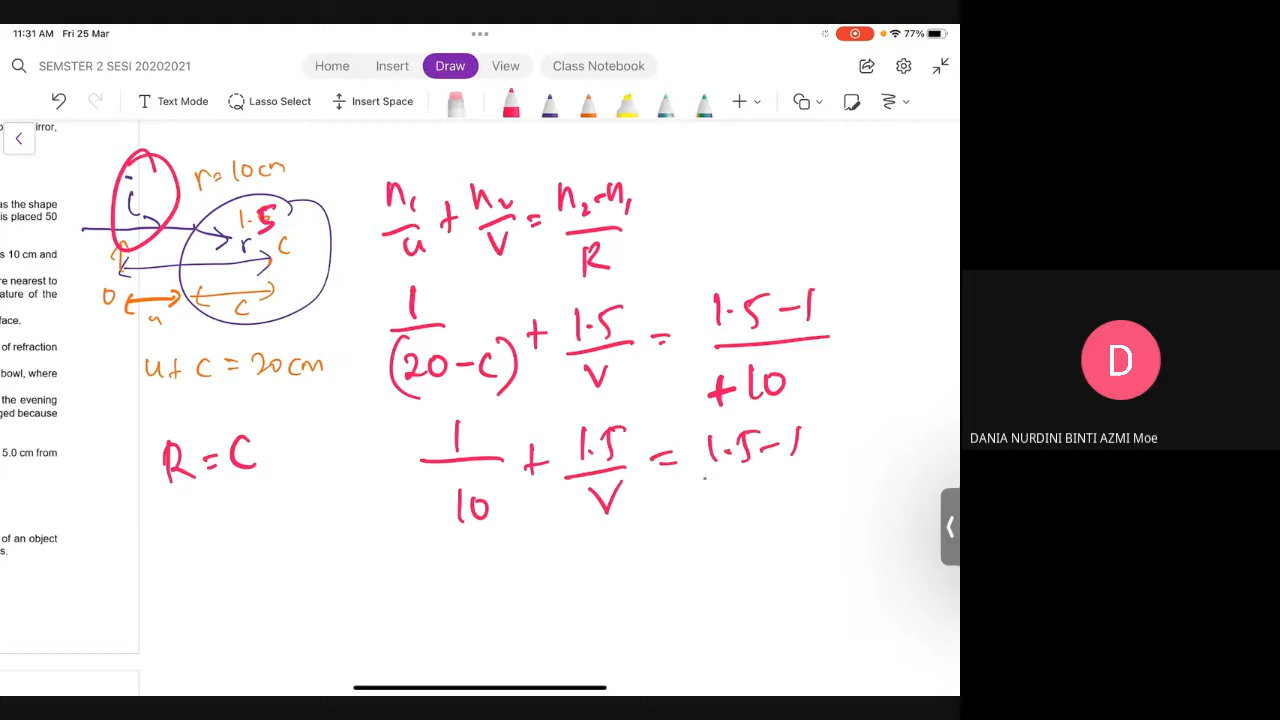 11:31 AM Fri 25 Mar
77%
SEMSTER 2 SESI 20202021
Home Insert Draw View Class Notebook
Text Mode Lasso Select Insert Space
irror,
as the shape
is placed 50
s 10 cm and
re nearest to
ature of the
face.
of refraction
bowl, where
the evening
ged because
5.0 cm from
of an object
s.
r=10cm
i
1.5
r
C
O
u
C
u+ C = 20cm
R = C
n₁/u + n₂/v = n₂-n₁/R
1/(20-C) + 1.5/v = 1.5-1/+10
1/10 + 1.5/v = 1.5-1
D
DANIA NURDINI BINTI AZMI Moe